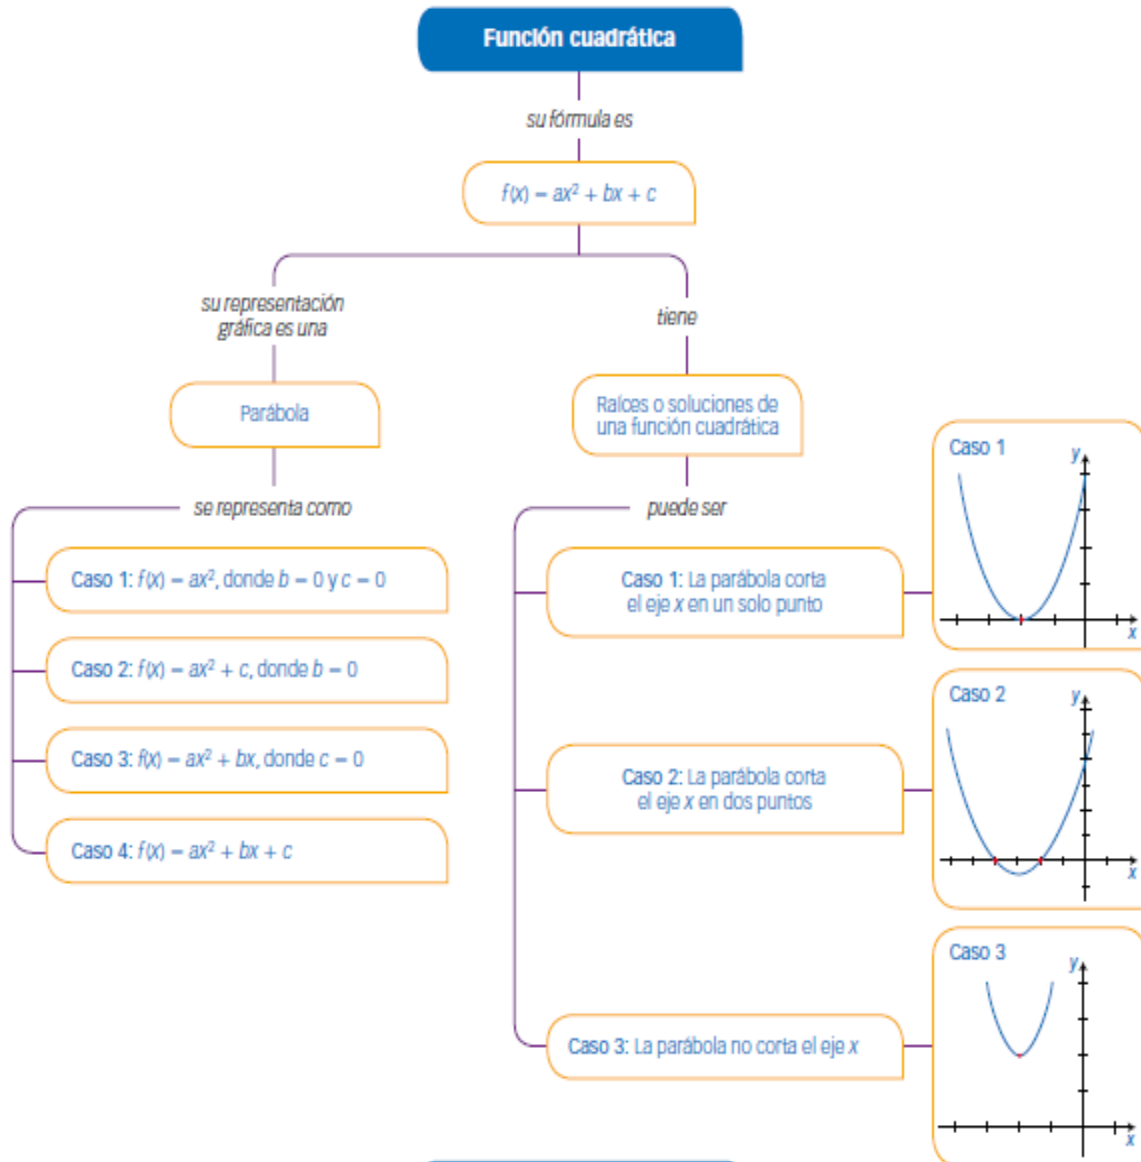 Función cuadrática
su fórmula es
f(x) = ax² + bx + c
su representación
gráfica es una
tiene
Parábola
Raíces o soluciones de
una función cuadrática
se representa como
puede ser
Caso 1: f(x) = ax², donde b = 0 y c = 0
Caso 2: f(x) = ax² + c, donde b = 0
Caso 3: f(x) = ax² + bx, donde c = 0
Caso 4: f(x) = ax² + bx + c
Caso 1: La parábola corta
el eje x en un solo punto
Caso 1
y
x
Caso 2: La parábola corta
el eje x en dos puntos
Caso 2
y
x
Caso 3: La parábola no corta el eje x
Caso 3
y
x